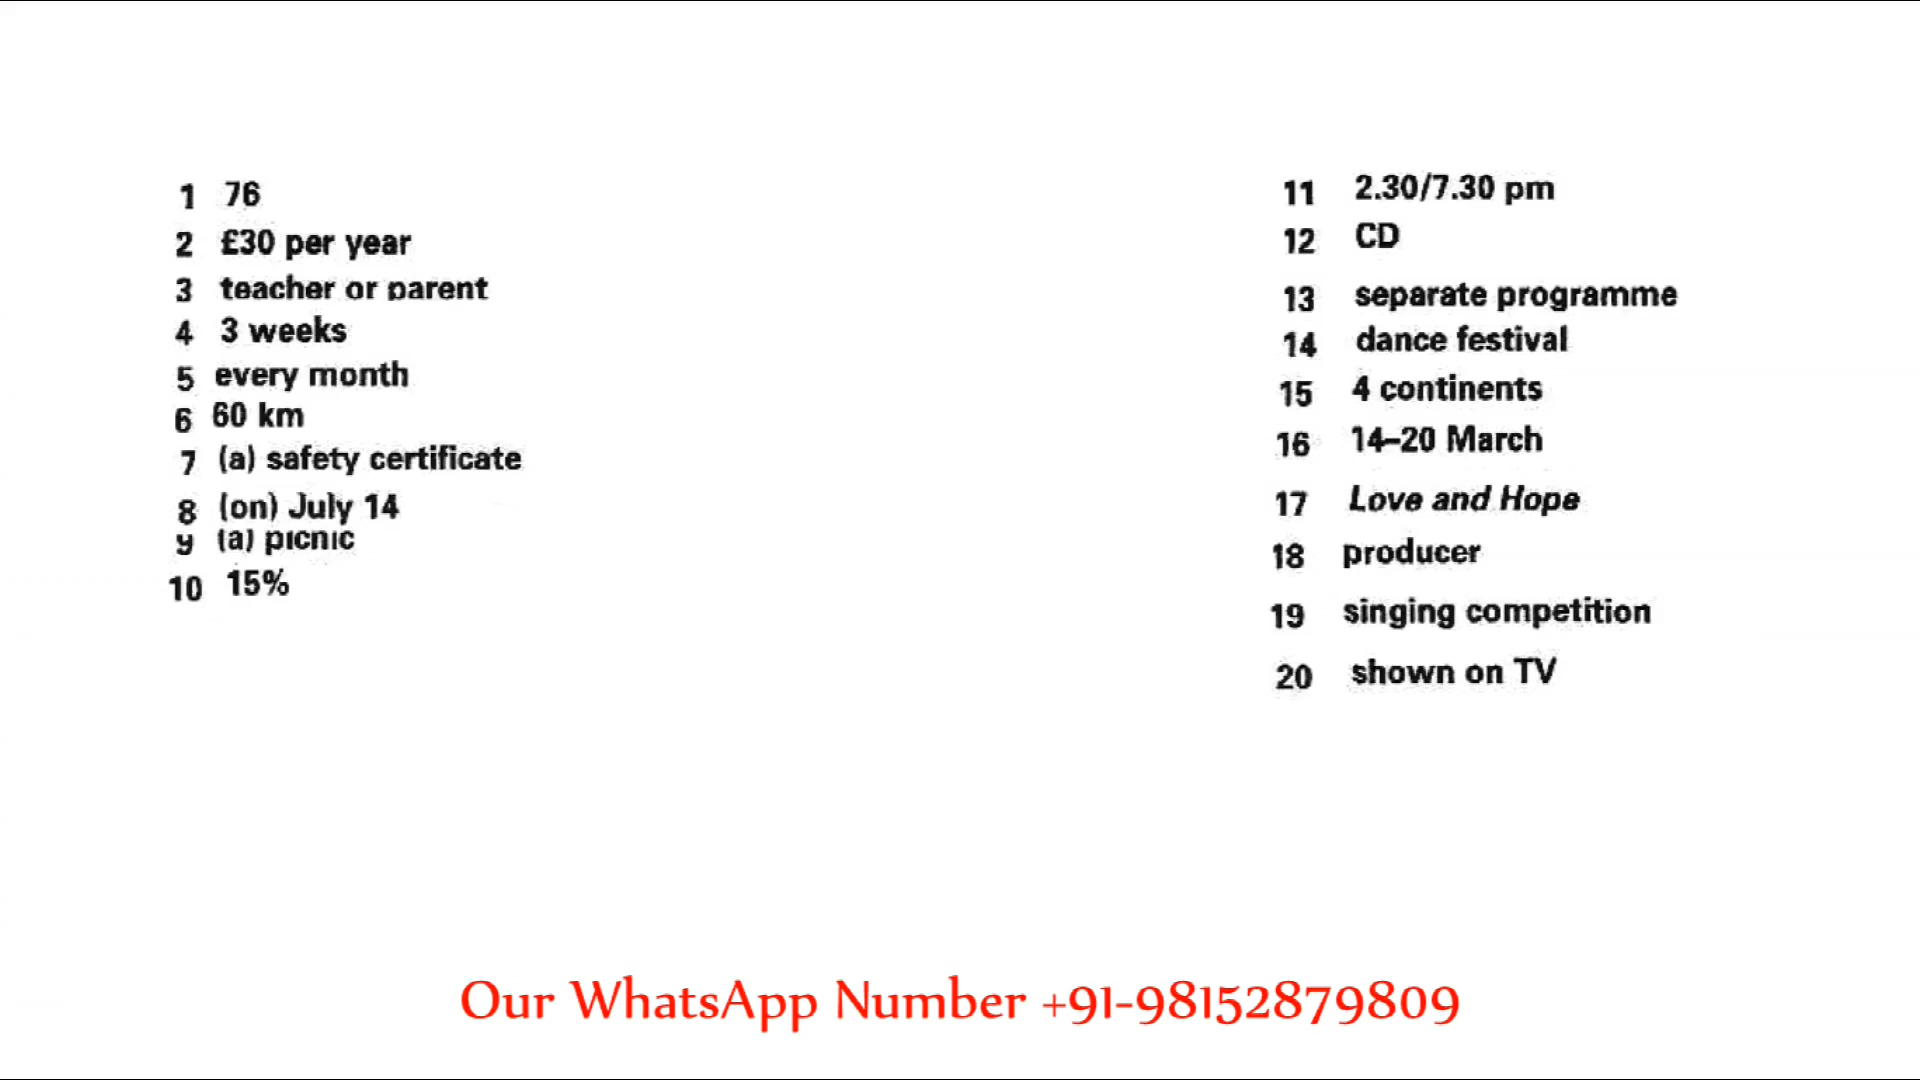 1 76
2 £30 per year
3 teacher or parent
4 3 weeks
5 every month
6 60 km
7 (a) safety certificate
8 (on) July 14
9 (a) picnic
10 15%
11 2.30/7.30 pm
12 CD
13 separate programme
14 dance festival
15 4 continents
16 14–20 March
17 Love and Hope
18 producer
19 singing competition
20 shown on TV
Our WhatsApp Number +91-98152879809